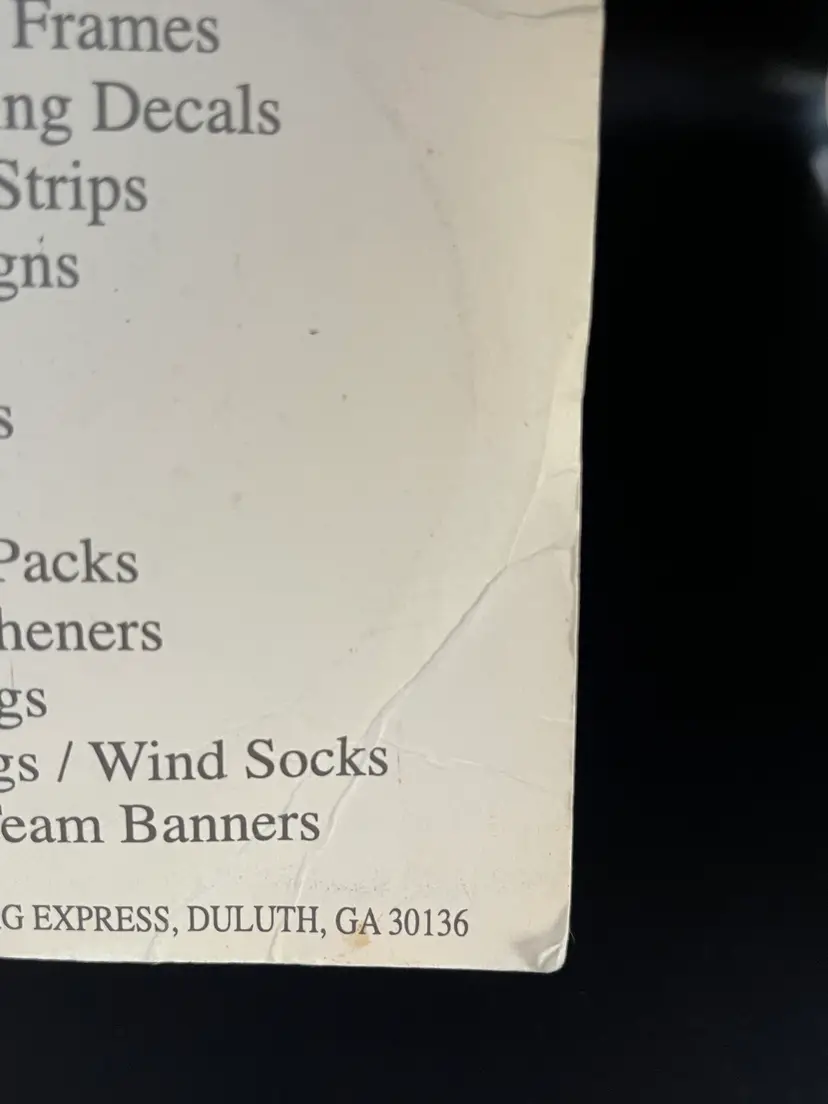 Frames
ng Decals
Strips
gns
s
Packs
heners
gs
gs / Wind Socks
eam Banners
G EXPRESS, DULUTH, GA 30136